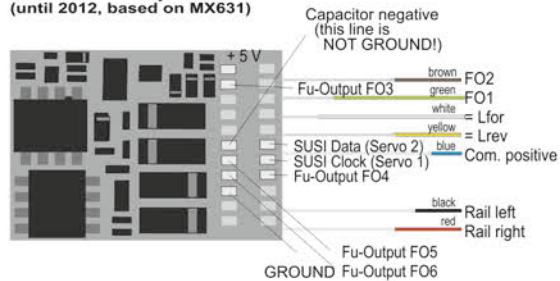 (until 2012, based on MX631)
Capacitor negative
(this line is
NOT GROUND!)
+ 5 V
brown
FO2
Fu-Output FO3
green
FO1
white
= Lfor
yellow
= Lrev
SUSI Data (Servo 2)
blue
Com. positive
SUSI Clock (Servo 1)
Fu-Output FO4
black
Rail left
red
Rail right
Fu-Output FO5
GROUND Fu-Output FO6